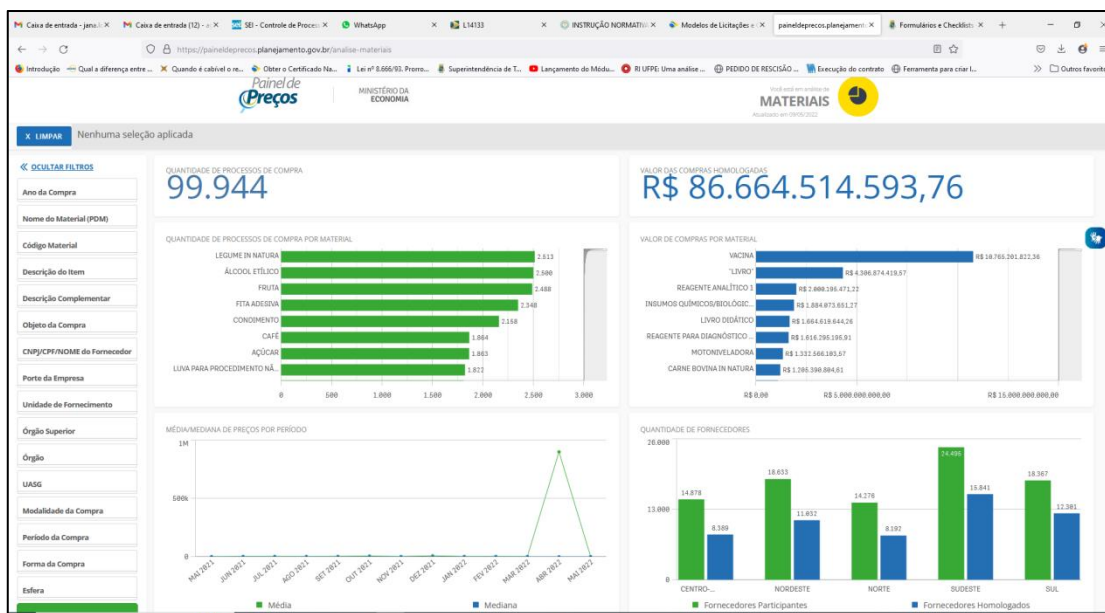 Caixa de entrada - jana.b
Caixa de entrada (12) - a
SEI - Controle de Process
WhatsApp
L14133
INSTRUÇÃO NORMATIV
Modelos de Licitações e
paineldeprecos.planejament
Formulários e Checklists
https://paineldeprecos.planejamento.gov.br/analise-materiais
Introdução
Qual a diferença entre ...
Quando é cabível o re...
Obter o Certificado Na...
Lei nº 8.666/93. Prorro...
Superintendência de T...
Lançamento do Módu...
RI UFPE: Uma análise ...
PEDIDO DE RESCISÃO ...
Execução do contrato
Ferramenta para criar l...
Outros favorito
Painel de
Preços
MINISTÉRIO DA
ECONOMIA
Você está em análise de
MATERIAIS
Atualizado em 09/06/2022
X LIMPAR
Nenhuma seleção aplicada
OCULTAR FILTROS
Ano da Compra
Nome do Material (PDM)
Código Material
Descrição do Item
Descrição Complementar
Objeto da Compra
CNPJ/CPF/NOME do Fornecedor
Porte da Empresa
Unidade de Fornecimento
Órgão Superior
Órgão
UASG
Modalidade da Compra
Período da Compra
Forma da Compra
Esfera
QUANTIDADE DE PROCESSOS DE COMPRA
99.944
VALOR DAS COMPRAS HOMOLOGADAS
R$ 86.664.514.593,76
QUANTIDADE DE PROCESSOS DE COMPRA POR MATERIAL
LEGUME IN NATURA 2.513
ÁLCOOL ETÍLICO 2.500
FRUTA 2.488
FITA ADESIVA 2.348
CONDIMENTO 2.158
CAFÉ 1.864
AÇÚCAR 1.863
LUVA PARA PROCEDIMENTO NÃ... 1.822
0 500 1.000 1.500 2.000 2.500 3.000
VALOR DE COMPRAS POR MATERIAL
VACINA R$ 10.765.201.822,36
"LIVRO" R$ 4.306.874.419,57
REAGENTE ANALÍTICO 1 R$ 2.000.196.471,22
INSUMOS QUÍMICOS/BIOLÓGIC... R$ 1.884.073.651,27
LIVRO DIDÁTICO R$ 1.664.610.644,26
REAGENTE PARA DIAGNÓSTICO ... R$ 1.616.295.195,91
MOTONIVELADORA R$ 1.332.566.103,57
CARNE BOVINA IN NATURA R$ 1.285.390.804,61
R$ 0,00 R$ 5.000.000.000,00 R$ 15.000.000.000,00
MÉDIA/MEDIANA DE PREÇOS POR PERÍODO
1M
500k
0
MAI 2021 JUN 2021 JUL 2021 AGO 2021 SET 2021 OUT 2021 NOV 2021 DEZ 2021 JAN 2022 FEV 2022 MAR 2022 ABR 2022 MAI 2022
Média Mediana
QUANTIDADE DE FORNECEDORES
26.000
13.000
0
14.878 8.389 18.633 11.032 14.276 8.192 24.495 15.841 18.367 12.301
CENTRO-... NORDESTE NORTE SUDESTE SUL
Fornecedores Participantes Fornecedores Homologados